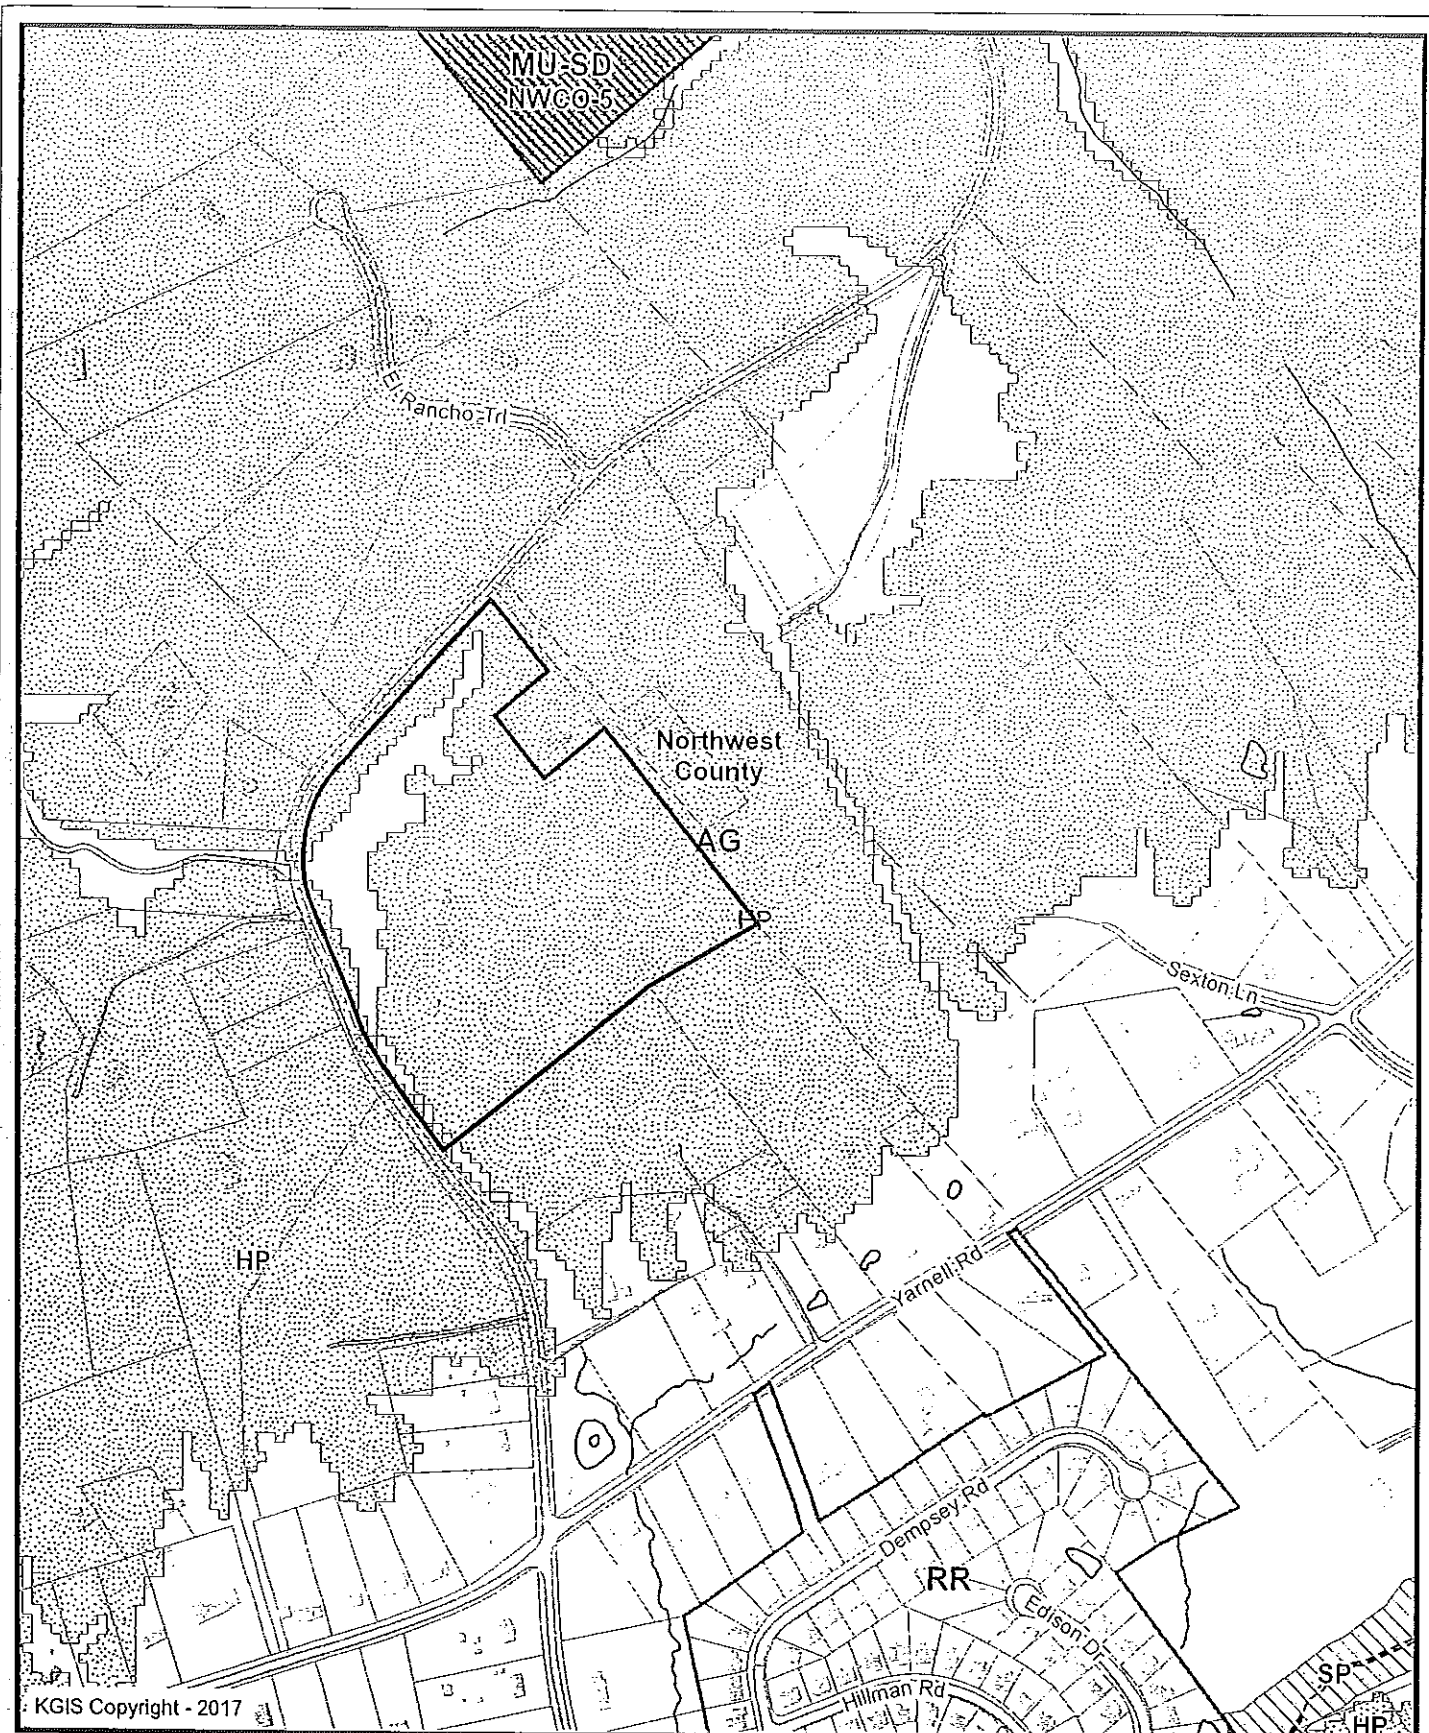 MU-SD
NWCO-5
El Rancho Trl
Northwest
County
AG
HP
Sexton Ln
HP
Yarnell Rd
Dempsey Rd
RR
Edison Dr
SP
Hillman Rd
KGIS Copyright - 2017
HP